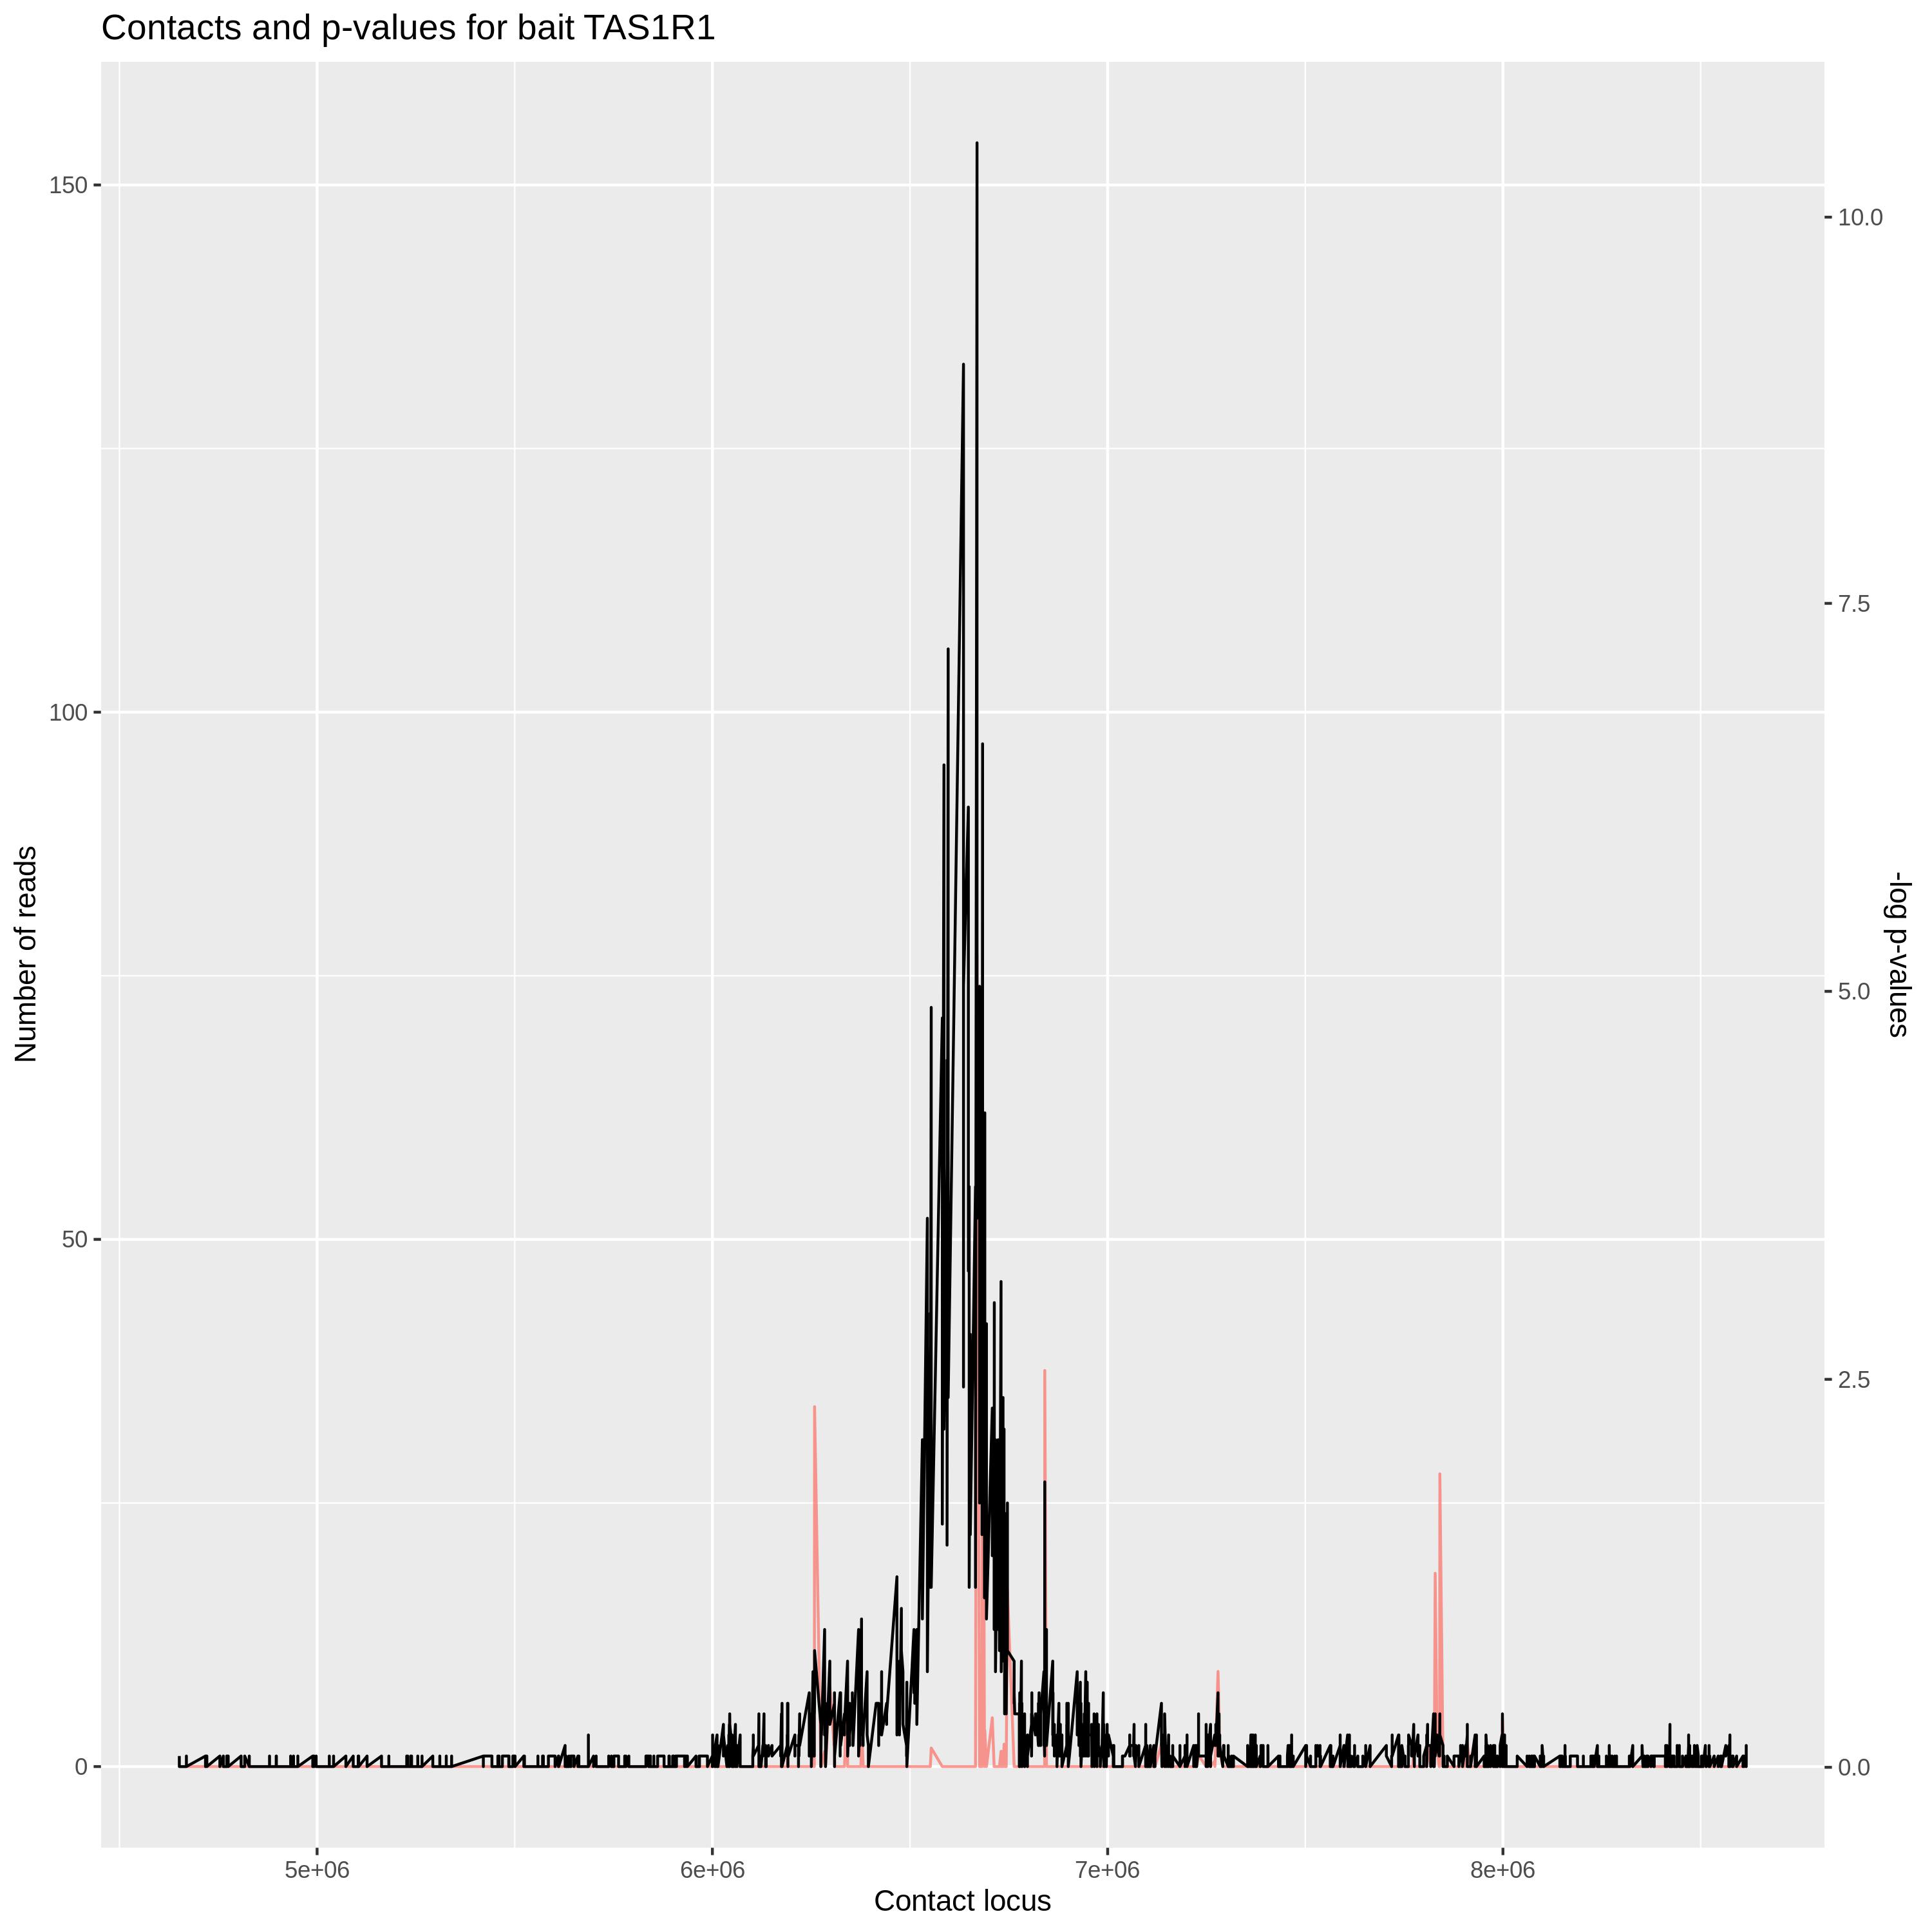 Contacts and p-values for bait TAS1R1
150
100
50
0
Number of reads
10.0
7.5
5.0
2.5
0.0
-log p-values
5e+06 6e+06 7e+06 8e+06
Contact locus